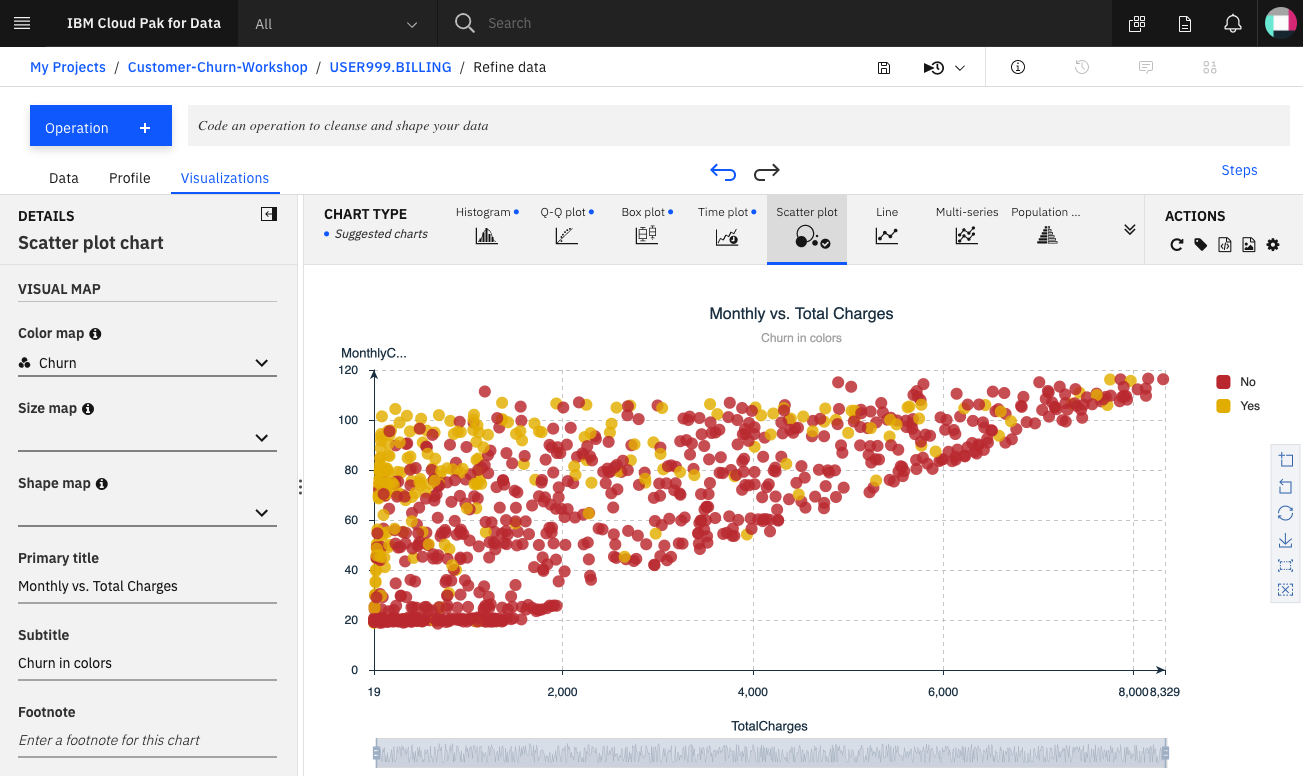 IBM Cloud Pak for Data
All
Search
My Projects / Customer-Churn-Workshop / USER999.BILLING / Refine data
Operation +
Code an operation to cleanse and shape your data
Data
Profile
Visualizations
Steps
DETAILS
Scatter plot chart
VISUAL MAP
Color map
Churn
Size map
Shape map
Primary title
Monthly vs. Total Charges
Subtitle
Churn in colors
Footnote
Enter a footnote for this chart
CHART TYPE
Suggested charts
Histogram
Q-Q plot
Box plot
Time plot
Scatter plot
Line
Multi-series
Population ...
ACTIONS
Monthly vs. Total Charges
Churn in colors
MonthlyC...
120
100
80
60
40
20
0
19
2,000
4,000
6,000
8,000
8,329
TotalCharges
No
Yes